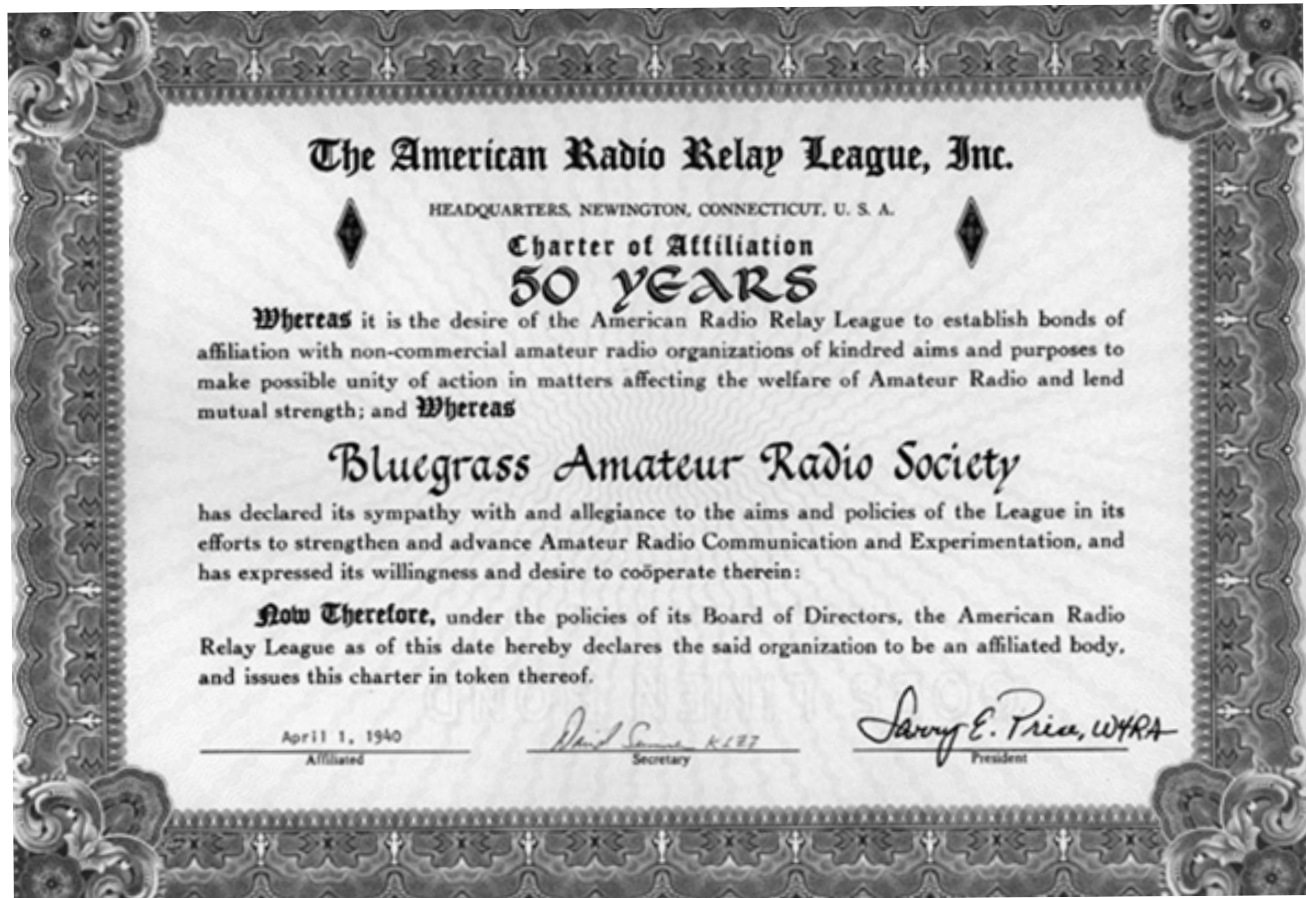 The American Radio Relay League, Inc.
HEADQUARTERS, NEWINGTON, CONNECTICUT, U. S. A.
Charter of Affiliation
50 YEARS
Whereas it is the desire of the American Radio Relay League to establish bonds of
affiliation with non-commercial amateur radio organizations of kindred aims and purposes to
make possible unity of action in matters affecting the welfare of Amateur Radio and lend
mutual strength; and Whereas
Bluegrass Amateur Radio Society
has declared its sympathy with and allegiance to the aims and policies of the League in its
efforts to strengthen and advance Amateur Radio Communication and Experimentation, and
has expressed its willingness and desire to coöperate therein:
Now Therefore, under the policies of its Board of Directors, the American Radio
Relay League as of this date hereby declares the said organization to be an affiliated body,
and issues this charter in token thereof.
April 1, 1940 David Larry E. Price, W4RA
Affiliated Secretary President